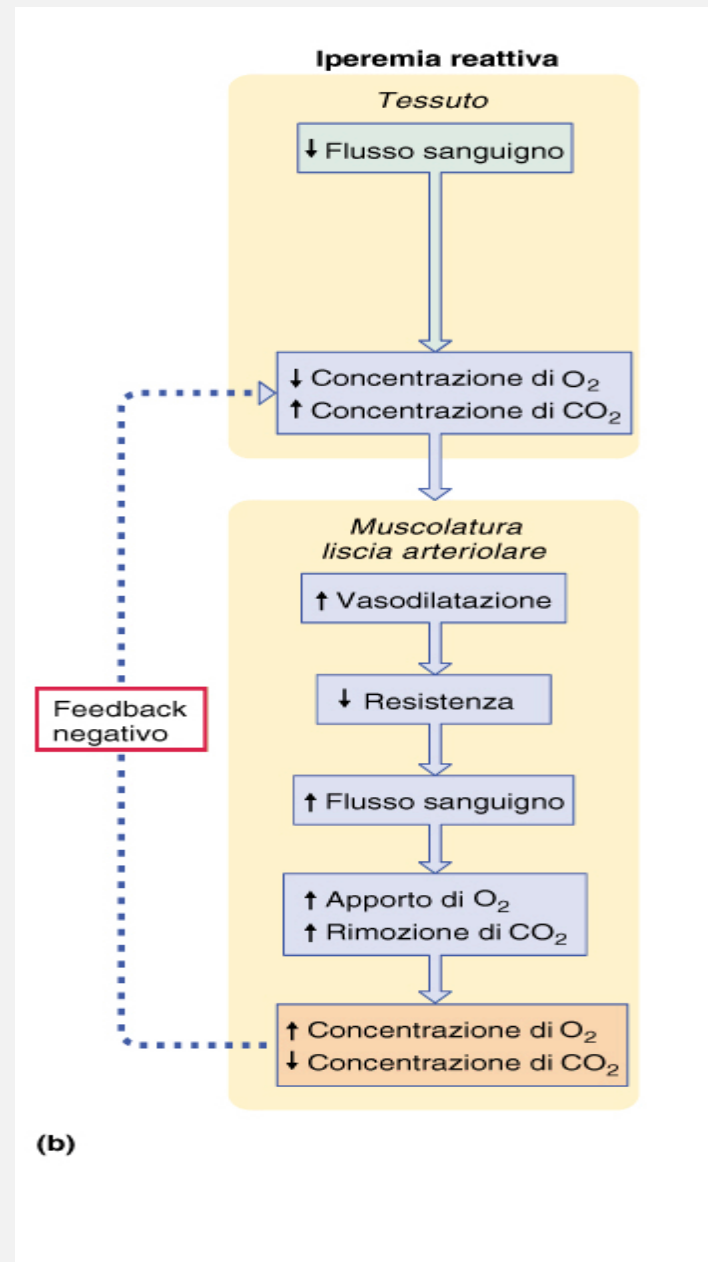 Iperemia reattiva
Tessuto
↓ Flusso sanguigno
↓ Concentrazione di O₂
↑ Concentrazione di CO₂
Muscolatura
liscia arteriolare
↑ Vasodilatazione
↓ Resistenza
Feedback
negativo
↑ Flusso sanguigno
↑ Apporto di O₂
↑ Rimozione di CO₂
↑ Concentrazione di O₂
↓ Concentrazione di CO₂
(b)